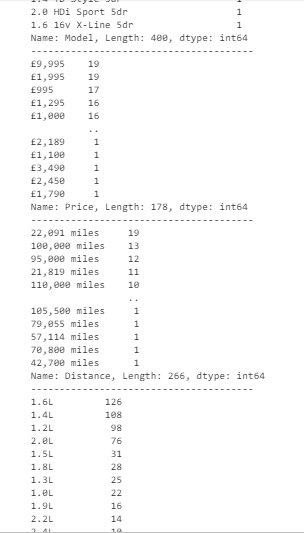 2.0 HDi Sport 5dr 1
1.6 16v X-Line 5dr 1
Name: Model, Length: 400, dtype: int64
------------------------------------
£9,995 19
£1,995 19
£995 17
£1,295 16
£1,000 16
..
£2,189 1
£1,100 1
£3,490 1
£2,450 1
£1,790 1
Name: Price, Length: 178, dtype: int64
------------------------------------
22,091 miles 19
100,000 miles 13
95,000 miles 12
21,819 miles 11
110,000 miles 10
..
105,500 miles 1
79,055 miles 1
57,114 miles 1
70,800 miles 1
42,700 miles 1
Name: Distance, Length: 266, dtype: int64
------------------------------------
1.6L 126
1.4L 108
1.2L 98
2.0L 76
1.5L 31
1.8L 28
1.3L 25
1.0L 22
1.9L 16
2.2L 14